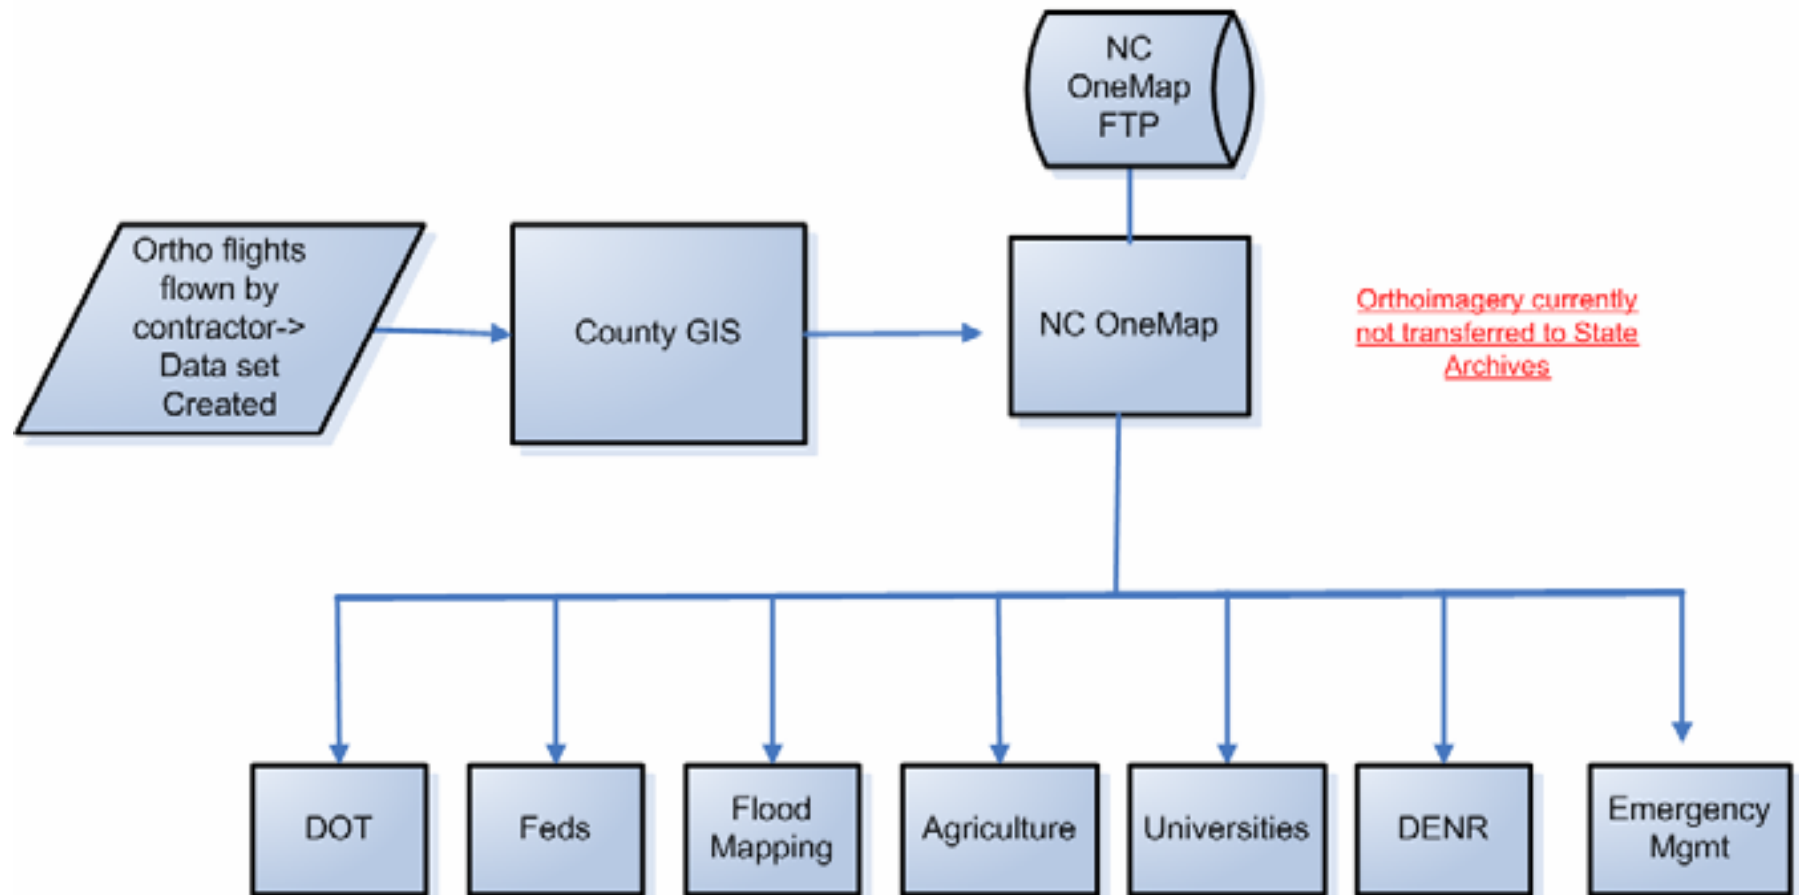 NC
OneMap
FTP
Ortho flights
flown by
contractor->
Data set
Created
County GIS
NC OneMap
Orthoimagery currently
not transferred to State
Archives
DOT
Feds
Flood
Mapping
Agriculture
Universities
DENR
Emergency
Mgmt